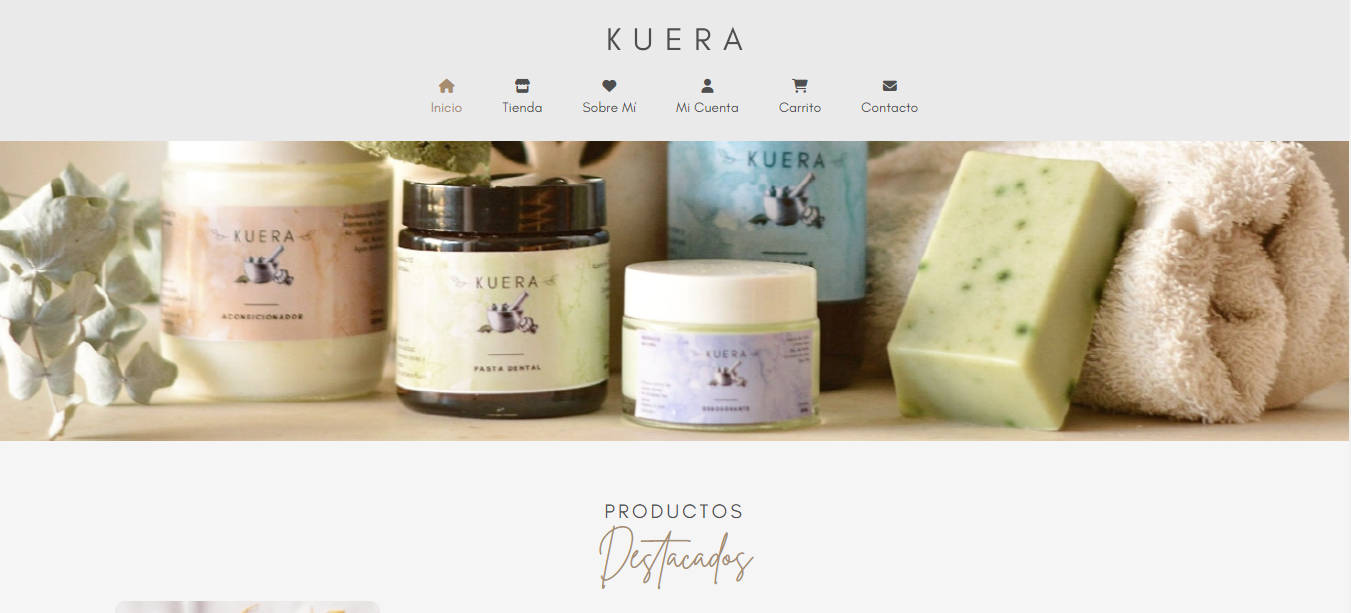 KUERA
Inicio
Tienda
Sobre Mí
Mi Cuenta
Carrito
Contacto
KUERA
ACONDICIONADOR
KUERA
PASTA DENTAL
KUERA
KUERA
DESODORANTE
PRODUCTOS
Destacados